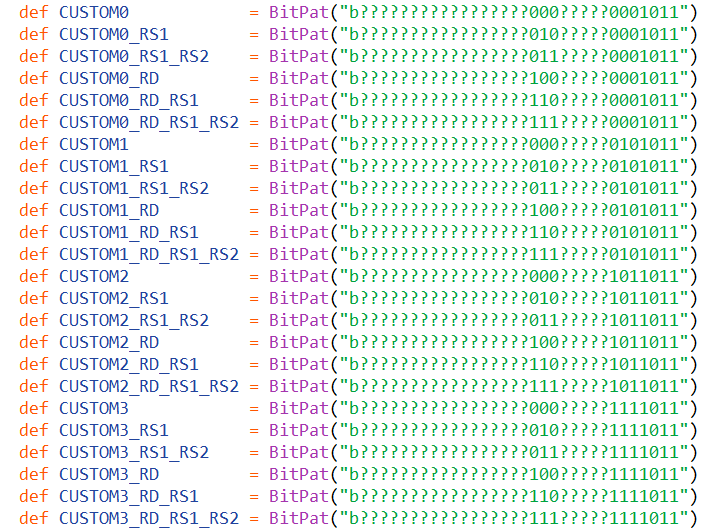 def CUSTOM0            = BitPat("b?????????????????000?????0001011")
def CUSTOM0_RS1        = BitPat("b?????????????????010?????0001011")
def CUSTOM0_RS1_RS2    = BitPat("b?????????????????011?????0001011")
def CUSTOM0_RD         = BitPat("b?????????????????100?????0001011")
def CUSTOM0_RD_RS1     = BitPat("b?????????????????110?????0001011")
def CUSTOM0_RD_RS1_RS2 = BitPat("b?????????????????111?????0001011")
def CUSTOM1            = BitPat("b?????????????????000?????0101011")
def CUSTOM1_RS1        = BitPat("b?????????????????010?????0101011")
def CUSTOM1_RS1_RS2    = BitPat("b?????????????????011?????0101011")
def CUSTOM1_RD         = BitPat("b?????????????????100?????0101011")
def CUSTOM1_RD_RS1     = BitPat("b?????????????????110?????0101011")
def CUSTOM1_RD_RS1_RS2 = BitPat("b?????????????????111?????0101011")
def CUSTOM2            = BitPat("b?????????????????000?????1011011")
def CUSTOM2_RS1        = BitPat("b?????????????????010?????1011011")
def CUSTOM2_RS1_RS2    = BitPat("b?????????????????011?????1011011")
def CUSTOM2_RD         = BitPat("b?????????????????100?????1011011")
def CUSTOM2_RD_RS1     = BitPat("b?????????????????110?????1011011")
def CUSTOM2_RD_RS1_RS2 = BitPat("b?????????????????111?????1011011")
def CUSTOM3            = BitPat("b?????????????????000?????1111011")
def CUSTOM3_RS1        = BitPat("b?????????????????010?????1111011")
def CUSTOM3_RS1_RS2    = BitPat("b?????????????????011?????1111011")
def CUSTOM3_RD         = BitPat("b?????????????????100?????1111011")
def CUSTOM3_RD_RS1     = BitPat("b?????????????????110?????1111011")
def CUSTOM3_RD_RS1_RS2 = BitPat("b?????????????????111?????1111011")